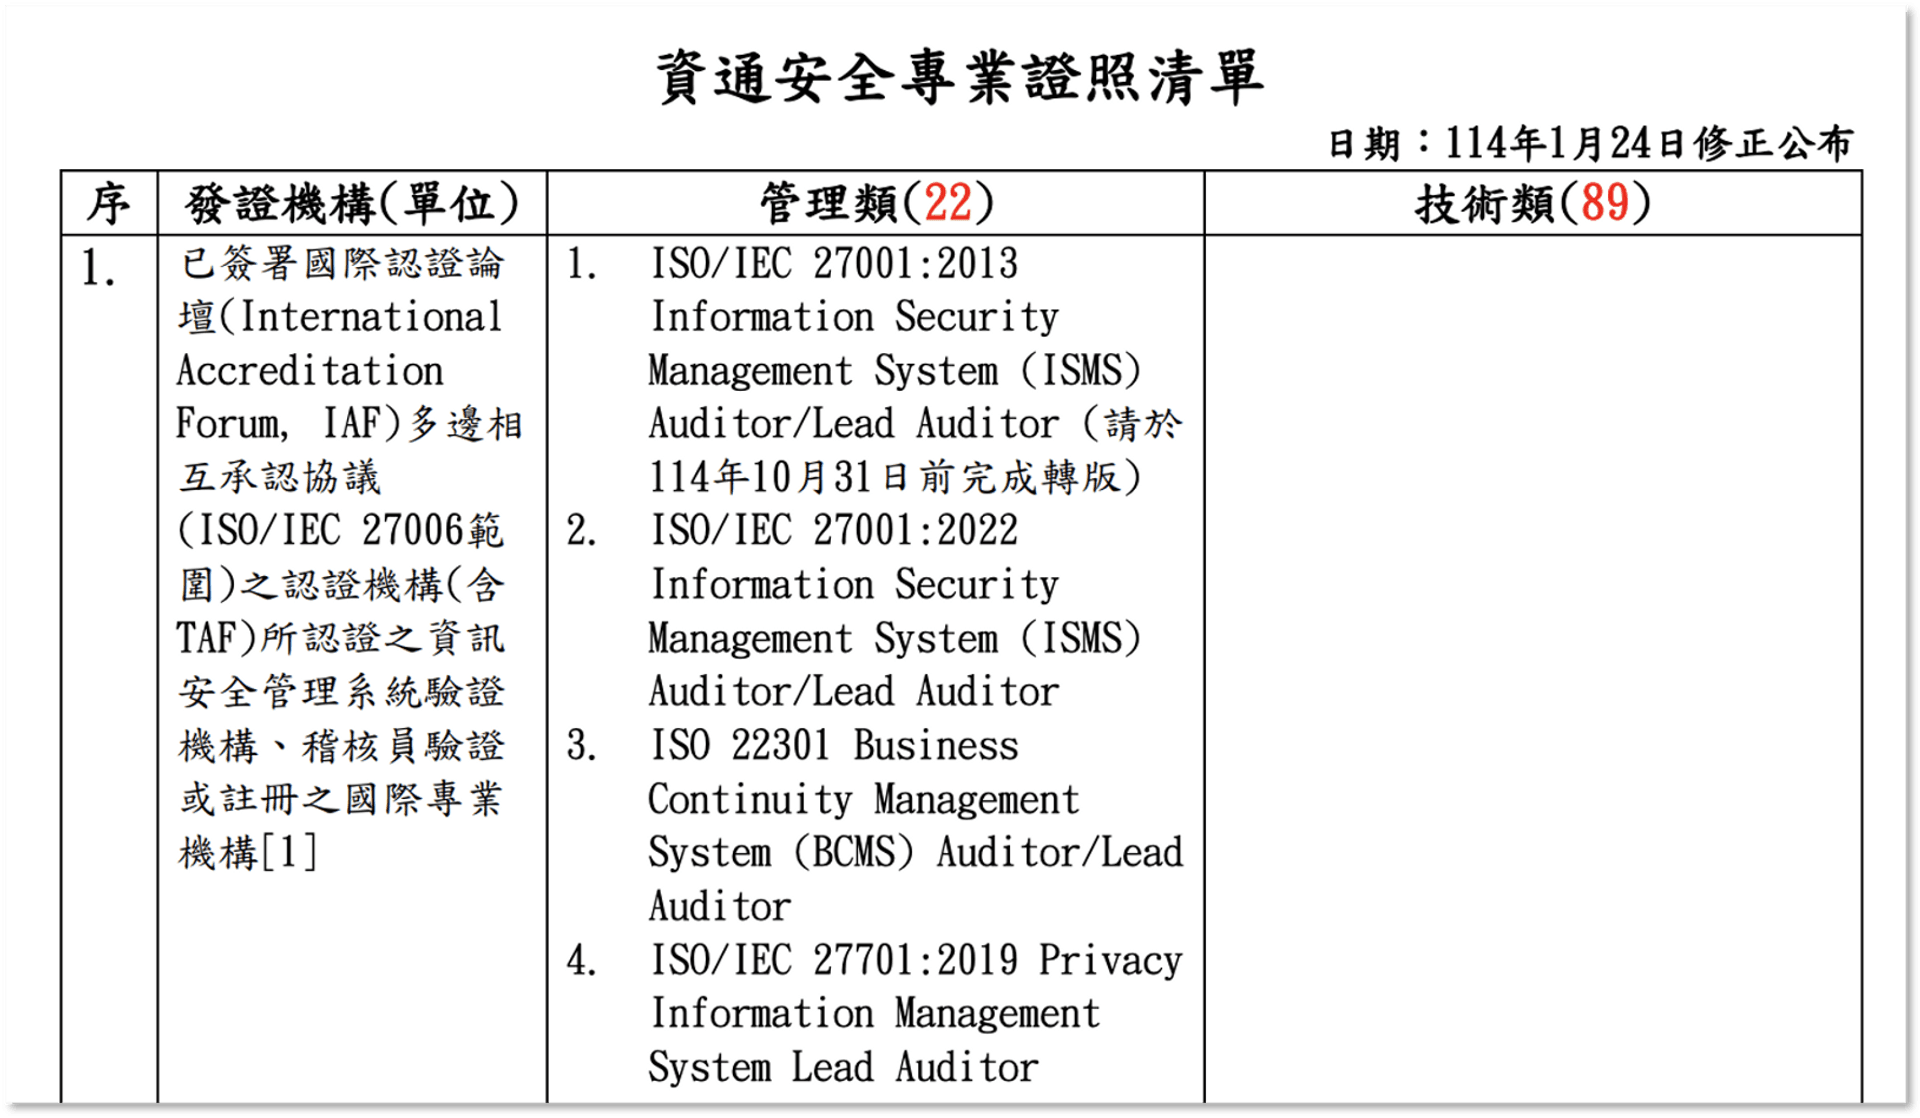 資通安全專業證照清單
日期：114年1月24日修正公布
序
發證機構(單位)
管理類(22)
技術類(89)
1.
已簽署國際認證論
壇(International
Accreditation
Forum, IAF)多邊相
互承認協議
(ISO/IEC 27006範
圍)之認證機構(含
TAF)所認證之資訊
安全管理系統驗證
機構、稽核員驗證
或註冊之國際專業
機構[1]
1. ISO/IEC 27001:2013
Information Security
Management System (ISMS)
Auditor/Lead Auditor (請於
114年10月31日前完成轉版)
2. ISO/IEC 27001:2022
Information Security
Management System (ISMS)
Auditor/Lead Auditor
3. ISO 22301 Business
Continuity Management
System (BCMS) Auditor/Lead
Auditor
4. ISO/IEC 27701:2019 Privacy
Information Management
System Lead Auditor